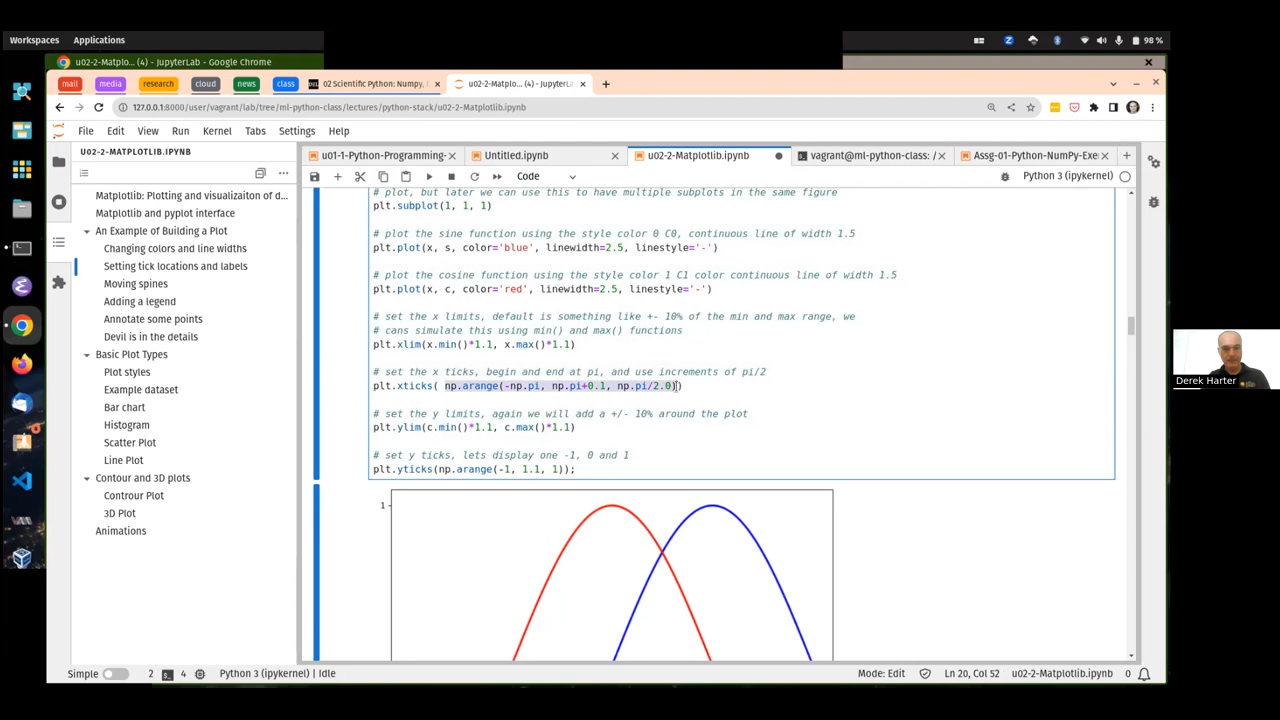 Workspaces Applications
98 %
u02-2-Matplo... (4) - JupyterLab - Google Chrome
mail media research cloud news class 02 Scientific Python: Numpy, u02-2-Matplo... (4) - JupyterLa
127.0.0.1:8000/user/vagrant/lab/tree/ml-python-class/lectures/python-stack/u02-2-Matplotlib.ipynb
File Edit View Run Kernel Tabs Settings Help
U02-2-MATPLOTLIB.IPYNB
u01-1-Python-Programming- Untitled.ipynb u02-2-Matplotlib.ipynb vagrant@ml-python-class: / Assg-01-Python-NumPy-Exe
Code
Python 3 (ipykernel)
Matplotlib: Plotting and visualizaiton of d...
Matplotlib and pyplot interface
An Example of Building a Plot
Changing colors and line widths
Setting tick locations and labels
Moving spines
Adding a legend
Annotate some points
Devil is in the details
Basic Plot Types
Plot styles
Example dataset
Bar chart
Histogram
Scatter Plot
Line Plot
Contour and 3D plots
Contour Plot
3D Plot
Animations
# plot, but later we can use this to have multiple subplots in the same figure
plt.subplot(1, 1, 1)
# plot the sine function using the style color 0 C0, continuous line of width 1.5
plt.plot(x, s, color='blue', linewidth=2.5, linestyle='-')
# plot the cosine function using the style color 1 C1 color continuous line of width 1.5
plt.plot(x, c, color='red', linewidth=2.5, linestyle='-')
# set the x limits, default is something like +- 10% of the min and max range, we
# cans simulate this using min() and max() functions
plt.xlim(x.min()*1.1, x.max()*1.1)
# set the x ticks, begin and end at pi, and use increments of pi/2
plt.xticks( np.arange(-np.pi, np.pi+0.1, np.pi/2.0))
# set the y limits, again we will add a +/- 10% around the plot
plt.ylim(c.min()*1.1, c.max()*1.1)
# set y ticks, lets display one -1, 0 and 1
plt.yticks(np.arange(-1, 1.1, 1));
1
Derek Harter
Simple 2 4 Python 3 (ipykernel) | Idle Mode: Edit Ln 20, Col 52 u02-2-Matplotlib.ipynb 0